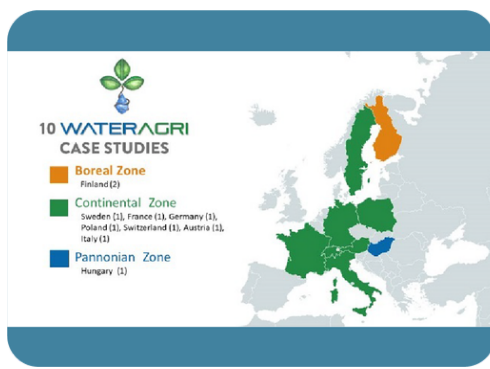 10 WATERAGRI
CASE STUDIES
Boreal Zone
Finland (2)
Continental Zone
Sweden (1), France (1), Germany (1),
Poland (1), Switzerland (1), Austria (1),
Italy (1)
Pannonian Zone
Hungary (1)